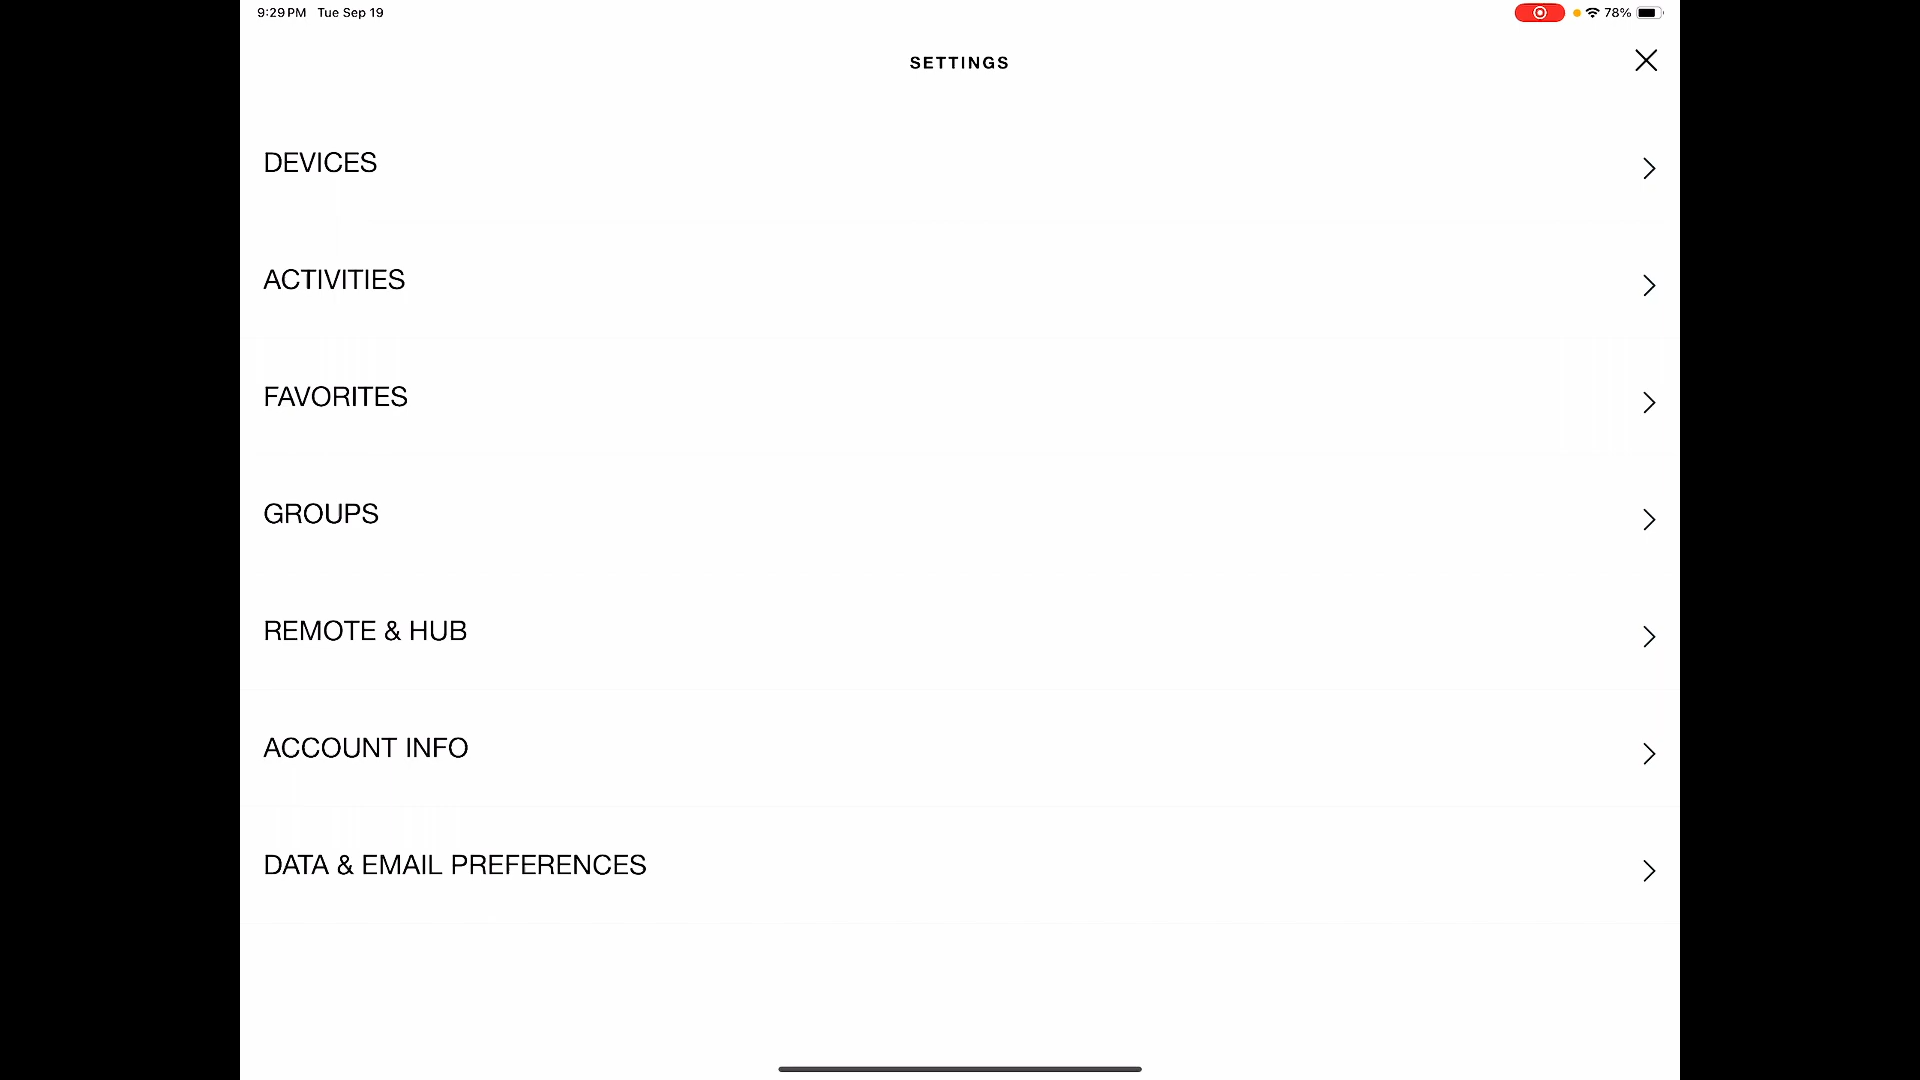 9:29 PM Tue Sep 19
78%
SETTINGS
DEVICES
ACTIVITIES
FAVORITES
GROUPS
REMOTE & HUB
ACCOUNT INFO
DATA & EMAIL PREFERENCES